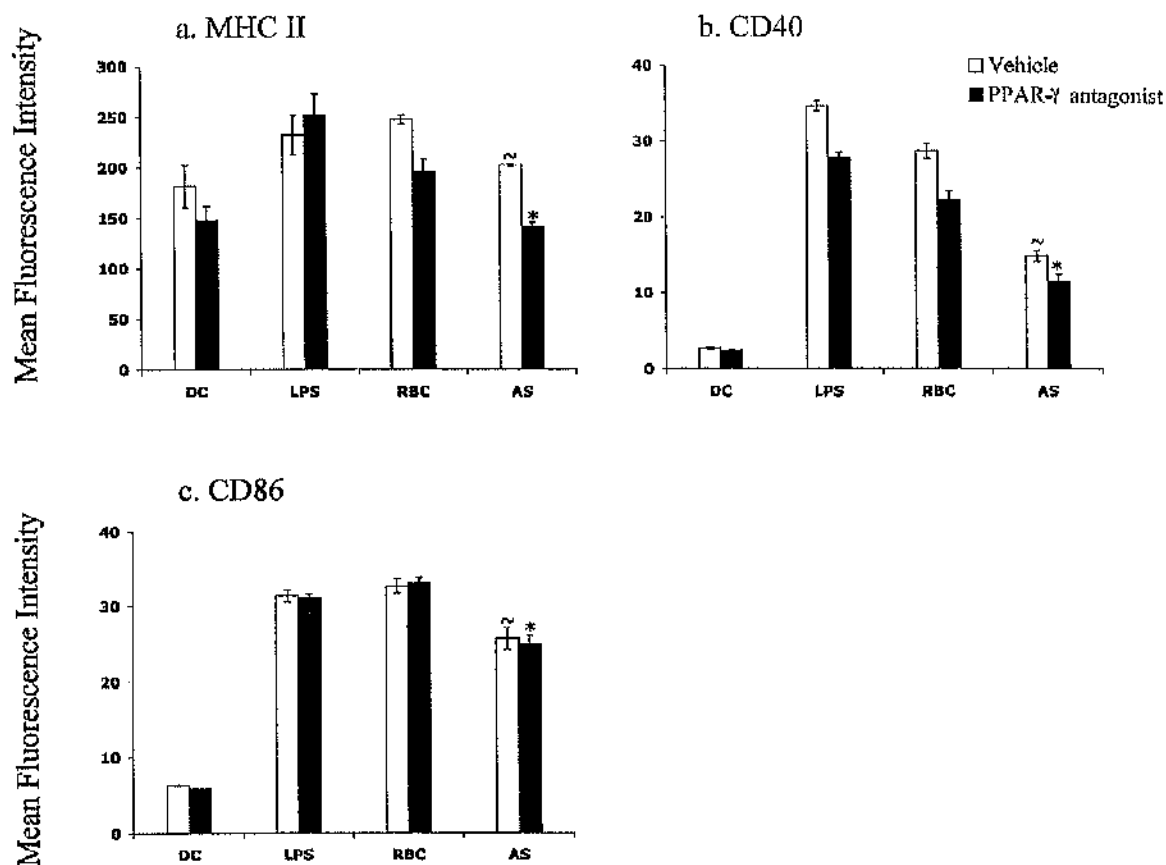 a. MHC II
Mean Fluorescence Intensity
300
250
200
150
100
50
0
~
*
DC LPS RBC AS
b. CD40
Vehicle
PPAR-γ antagonist
40
30
20
10
0
~
*
DC LPS RBC AS
c. CD86
Mean Fluorescence Intensity
40
30
20
10
0
~
*
DC LPS RBC AS